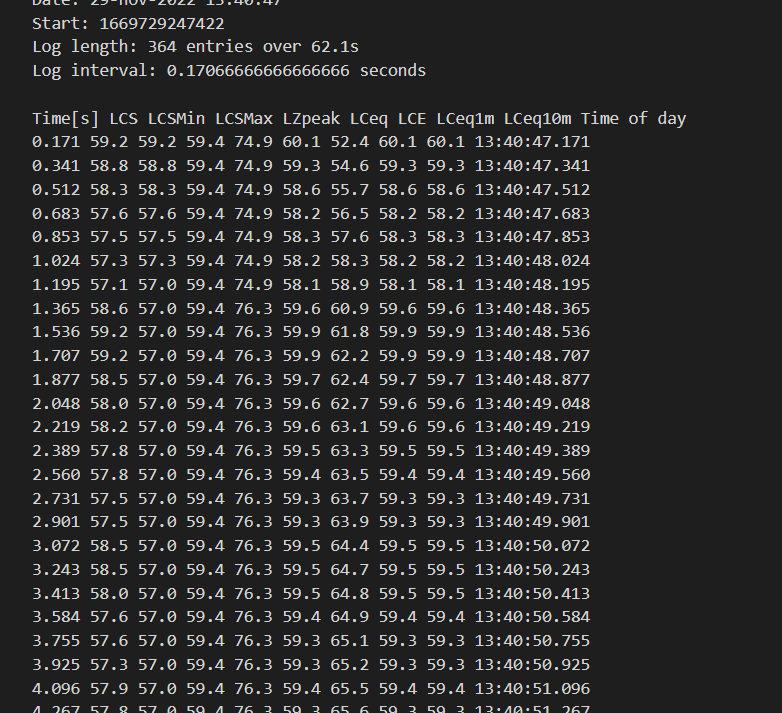 Date: 29-nov-2022 13:40:47
Start: 1669729247422
Log length: 364 entries over 62.1s
Log interval: 0.17066666666666666 seconds
Time[s] LCS LCSMin LCSMax LZpeak LCeq LCE LCeq1m LCeq10m Time of day
0.171 59.2 59.2 59.4 74.9 60.1 52.4 60.1 60.1 13:40:47.171
0.341 58.8 58.8 59.4 74.9 59.3 54.6 59.3 59.3 13:40:47.341
0.512 58.3 58.3 59.4 74.9 58.6 55.7 58.6 58.6 13:40:47.512
0.683 57.6 57.6 59.4 74.9 58.2 56.5 58.2 58.2 13:40:47.683
0.853 57.5 57.5 59.4 74.9 58.3 57.6 58.3 58.3 13:40:47.853
1.024 57.3 57.3 59.4 74.9 58.2 58.3 58.2 58.2 13:40:48.024
1.195 57.1 57.0 59.4 74.9 58.1 58.9 58.1 58.1 13:40:48.195
1.365 58.6 57.0 59.4 76.3 59.6 60.9 59.6 59.6 13:40:48.365
1.536 59.2 57.0 59.4 76.3 59.9 61.8 59.9 59.9 13:40:48.536
1.707 59.2 57.0 59.4 76.3 59.9 62.2 59.9 59.9 13:40:48.707
1.877 58.5 57.0 59.4 76.3 59.7 62.4 59.7 59.7 13:40:48.877
2.048 58.0 57.0 59.4 76.3 59.6 62.7 59.6 59.6 13:40:49.048
2.219 58.2 57.0 59.4 76.3 59.6 63.1 59.6 59.6 13:40:49.219
2.389 57.8 57.0 59.4 76.3 59.5 63.3 59.5 59.5 13:40:49.389
2.560 57.8 57.0 59.4 76.3 59.4 63.5 59.4 59.4 13:40:49.560
2.731 57.5 57.0 59.4 76.3 59.3 63.7 59.3 59.3 13:40:49.731
2.901 57.5 57.0 59.4 76.3 59.3 63.9 59.3 59.3 13:40:49.901
3.072 58.5 57.0 59.4 76.3 59.5 64.4 59.5 59.5 13:40:50.072
3.243 58.5 57.0 59.4 76.3 59.5 64.7 59.5 59.5 13:40:50.243
3.413 58.0 57.0 59.4 76.3 59.5 64.8 59.5 59.5 13:40:50.413
3.584 57.6 57.0 59.4 76.3 59.4 64.9 59.4 59.4 13:40:50.584
3.755 57.6 57.0 59.4 76.3 59.3 65.1 59.3 59.3 13:40:50.755
3.925 57.3 57.0 59.4 76.3 59.3 65.2 59.3 59.3 13:40:50.925
4.096 57.9 57.0 59.4 76.3 59.4 65.5 59.4 59.4 13:40:51.096
4.267 57.8 57.0 59.4 76.3 59.3 65.6 59.3 59.3 13:40:51.267